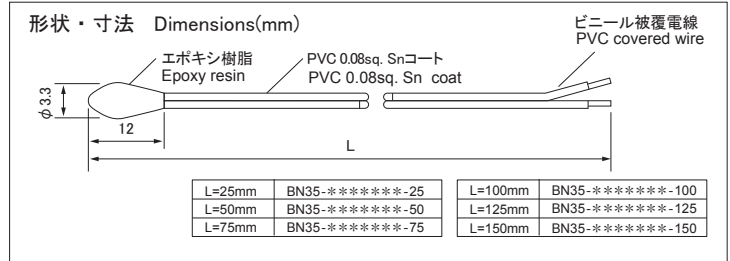 形状・寸法 Dimensions(mm)
ビニール被覆電線
PVC covered wire
エポキシ樹脂
Epoxy resin
PVC 0.08sq. Snコート
PVC 0.08sq. Sn coat
φ3.3
12
L
L=25mm BN35-*******-25
L=50mm BN35-*******-50
L=75mm BN35-*******-75
L=100mm BN35-*******-100
L=125mm BN35-*******-125
L=150mm BN35-*******-150